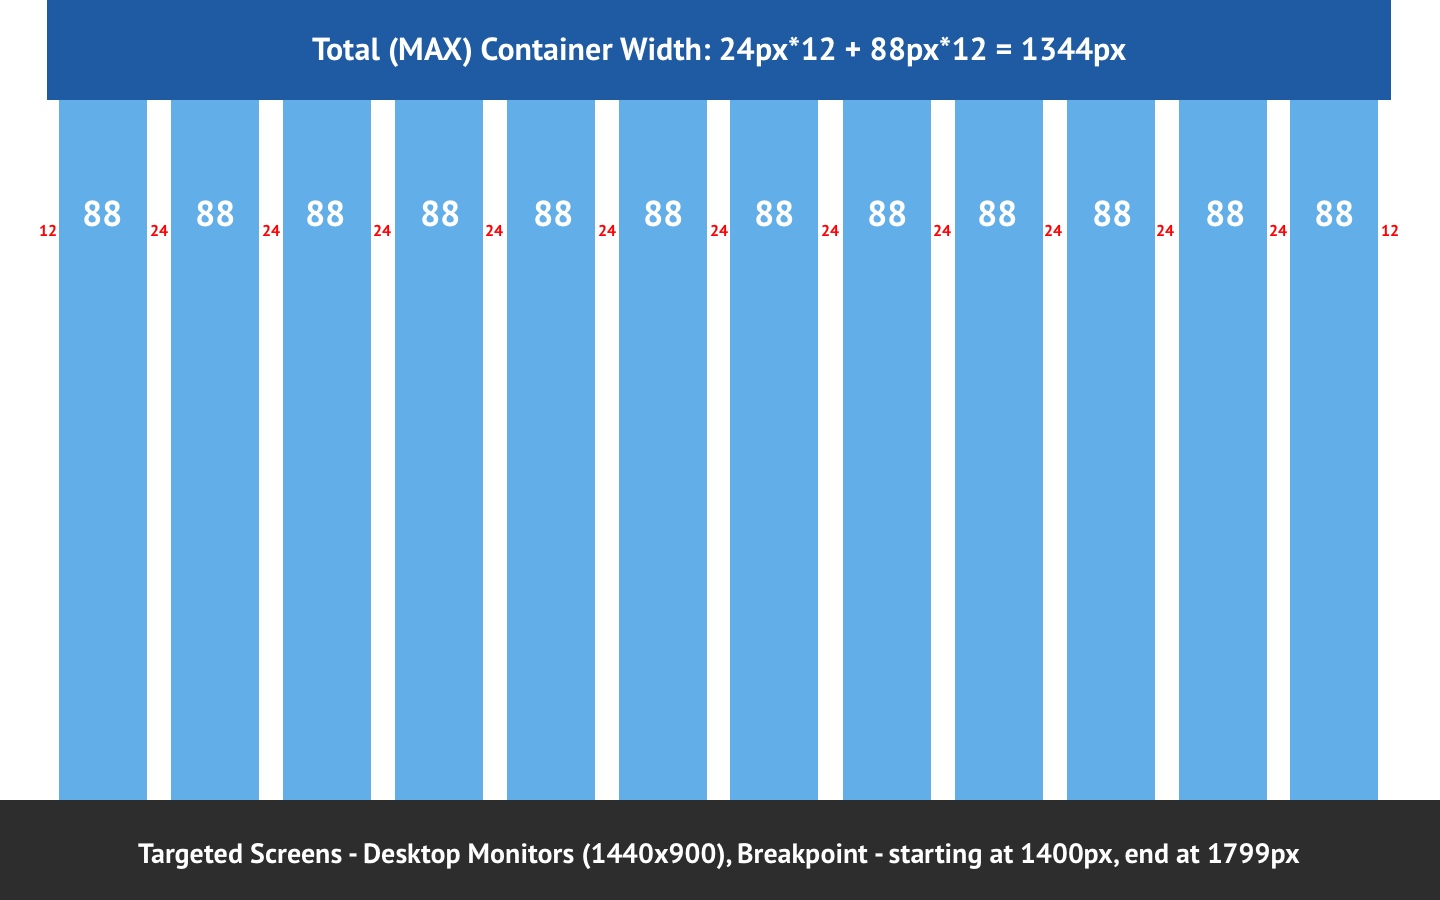 Total (MAX) Container Width: 24px*12 + 88px*12 = 1344px
88 88 88 88 88 88 88 88 88 88 88 88
12 24 24 24 24 24 24 24 24 24 24 24 12
Targeted Screens - Desktop Monitors (1440x900), Breakpoint - starting at 1400px, end at 1799px